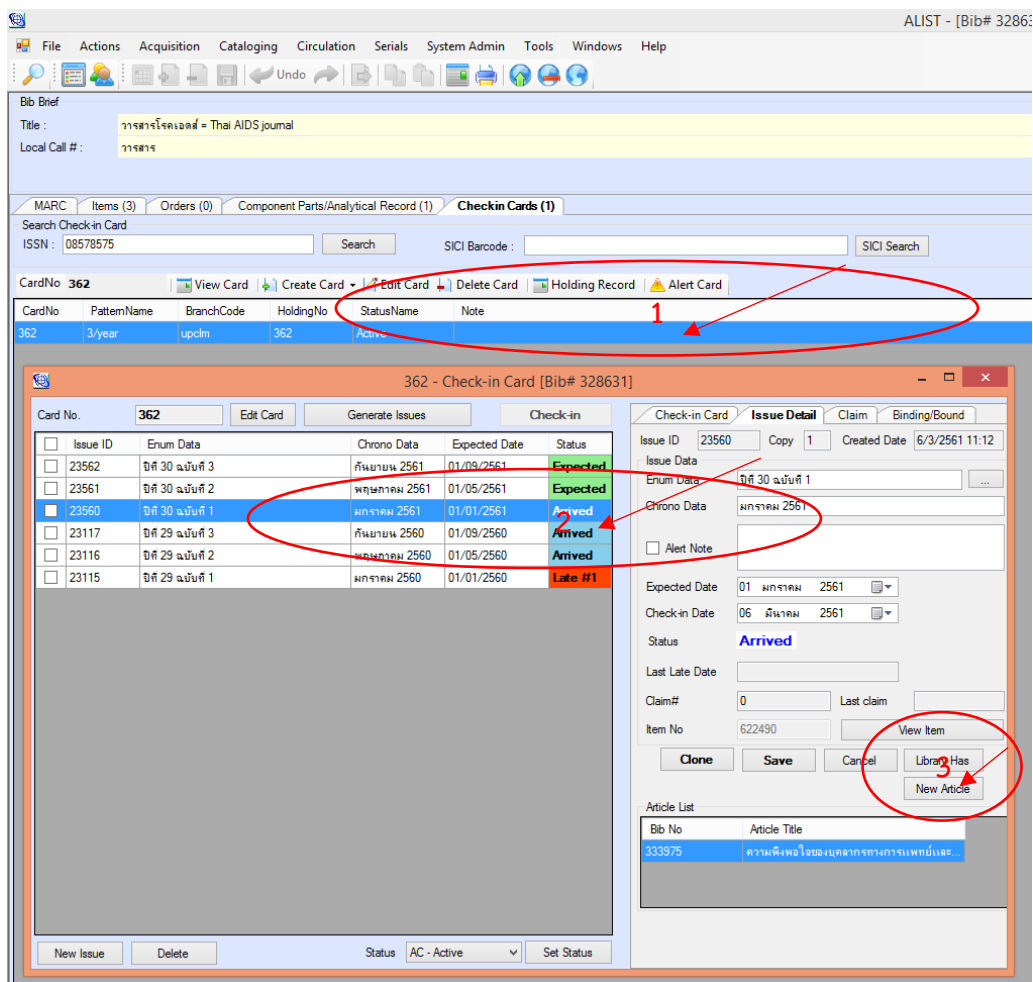 ALIST - [Bib# 32863
File Actions Acquisition Cataloging Circulation Serials System Admin Tools Windows Help
Undo
Bib Brief
Title : วารสารโรคเอดส์ = Thai AIDS journal
Local Call # : วารสาร
MARC Items (3) Orders (0) Component Parts/Analytical Record (1) Checkin Cards (1)
Search Check-in Card
ISSN : 08578575 Search SICI Barcode : SICI Search
CardNo 362 View Card Create Card Edit Card Delete Card Holding Record Alert Card
CardNo PatternName BranchCode HoldingNo StatusName Note
1
362 3/year upclm 362 Active
362 - Check-in Card [Bib# 328631]
Card No. 362 Edit Card Generate Issues Check-in
Issue ID Enum Data Chrono Data Expected Date Status
23562 ปีที่ 30 ฉบับที่ 3 กันยายน 2561 01/09/2561 Expected
23561 ปีที่ 30 ฉบับที่ 2 พฤษภาคม 2561 01/05/2561 Expected
23560 ปีที่ 30 ฉบับที่ 1 มกราคม 2561 01/01/2561 Arrived
2
23117 ปีที่ 29 ฉบับที่ 3 กันยายน 2560 01/09/2560 Arrived
23116 ปีที่ 29 ฉบับที่ 2 พฤษภาคม 2560 01/05/2560 Arrived
23115 ปีที่ 29 ฉบับที่ 1 มกราคม 2560 01/01/2560 Late #1
New Issue Delete Status AC - Active Set Status
Check-in Card Issue Detail Claim Binding/Bound
Issue ID 23560 Copy 1 Created Date 6/3/2561 11:12
Issue Data
Enum Data ปีที่ 30 ฉบับที่ 1 ...
Chrono Data มกราคม 2561
Alert Note
Expected Date 01 มกราคม 2561
Check-in Date 06 มีนาคม 2561
Status Arrived
Last Late Date
Claim# 0 Last claim
Item No 622490 View Item
Clone Save Cancel Library Has
3
New Article
Article List
Bib No Article Title
333975 ความพึงพอใจของบุคลากรทางการแพทย์และ...